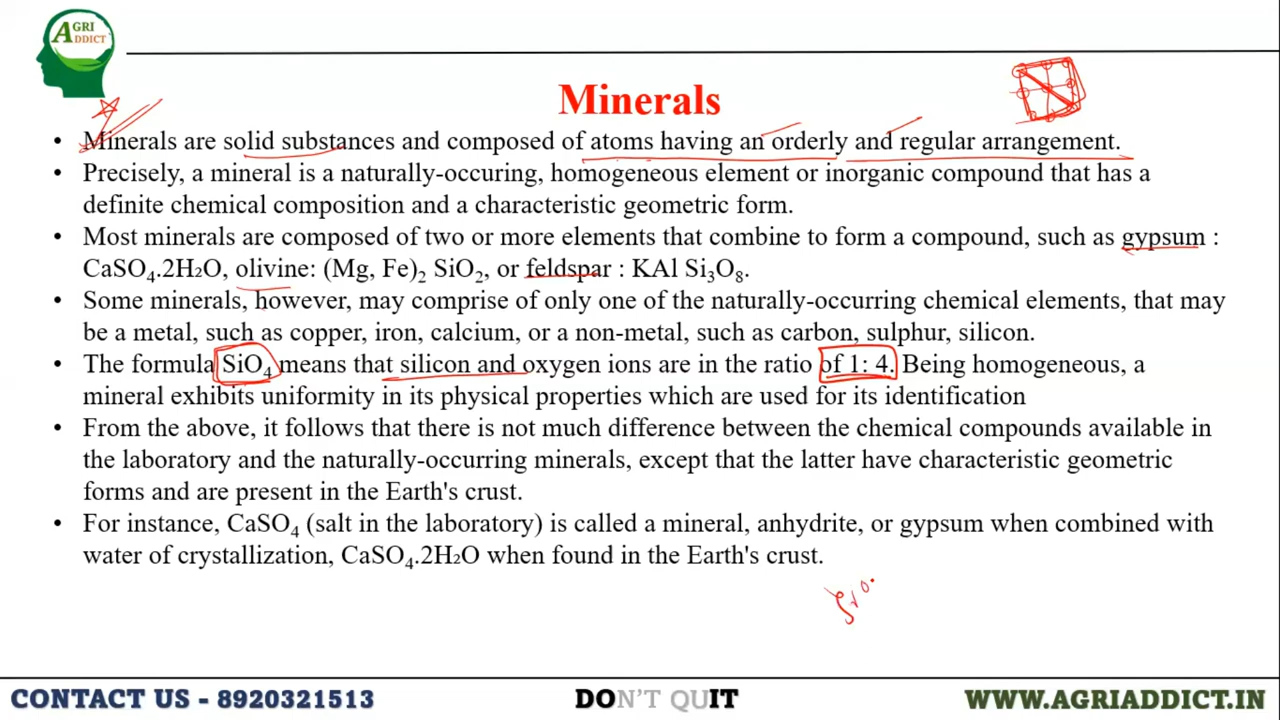 AGRI
ADDICT
Minerals
• Minerals are solid substances and composed of atoms having an orderly and regular arrangement.
• Precisely, a mineral is a naturally-occuring, homogeneous element or inorganic compound that has a
definite chemical composition and a characteristic geometric form.
• Most minerals are composed of two or more elements that combine to form a compound, such as gypsum :
CaSO₄.2H₂O, olivine: (Mg, Fe)₂ SiO₂, or feldspar : KAl Si₃O₈.
• Some minerals, however, may comprise of only one of the naturally-occurring chemical elements, that may
be a metal, such as copper, iron, calcium, or a non-metal, such as carbon, sulphur, silicon.
• The formula SiO₄ means that silicon and oxygen ions are in the ratio of 1: 4. Being homogeneous, a
mineral exhibits uniformity in its physical properties which are used for its identification
• From the above, it follows that there is not much difference between the chemical compounds available in
the laboratory and the naturally-occurring minerals, except that the latter have characteristic geometric
forms and are present in the Earth's crust.
• For instance, CaSO₄ (salt in the laboratory) is called a mineral, anhydrite, or gypsum when combined with
water of crystallization, CaSO₄.2H₂O when found in the Earth's crust.
CONTACT US - 8920321513
DON'T QUIT
WWW.AGRIADDICT.IN